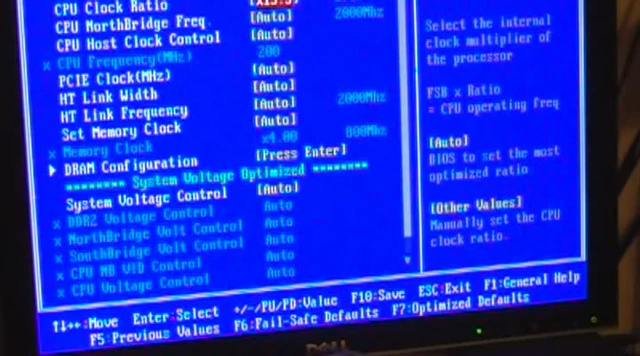 CPU Clock Ratio
CPU NorthBridge Freq. [Auto] 2000Mhz
CPU Host Clock Control [Auto]
x CPU Frequency(MHz) 200
PCIE Clock(MHz) [Auto]
HT Link Width [Auto]
HT Link Frequency [Auto] 2000Mhz
Set Memory Clock [Auto]
x Memory Clock x4.00 800Mhz
DRAM Configuration [Press Enter]
******** System Voltage Optimized ********
System Voltage Control [Auto]
x DDR2 Voltage Control Auto
x NorthBridge Volt Control Auto
x SouthBridge Volt Control Auto
x CPU NB VID Control Auto
x CPU Voltage Control Auto
Select the internal
clock multiplier of
the processor
FSB x Ratio
= CPU operating freq
[Auto]
BIOS to set the most
optimized ratio
[Other Values]
Manually set the CPU
clock ratio.
↑↓→←:Move Enter:Select +/-/PU/PD:Value F10:Save ESC:Exit F1:General Help
F5:Previous Values F6:Fail-Safe Defaults F7:Optimized Defaults
DELL